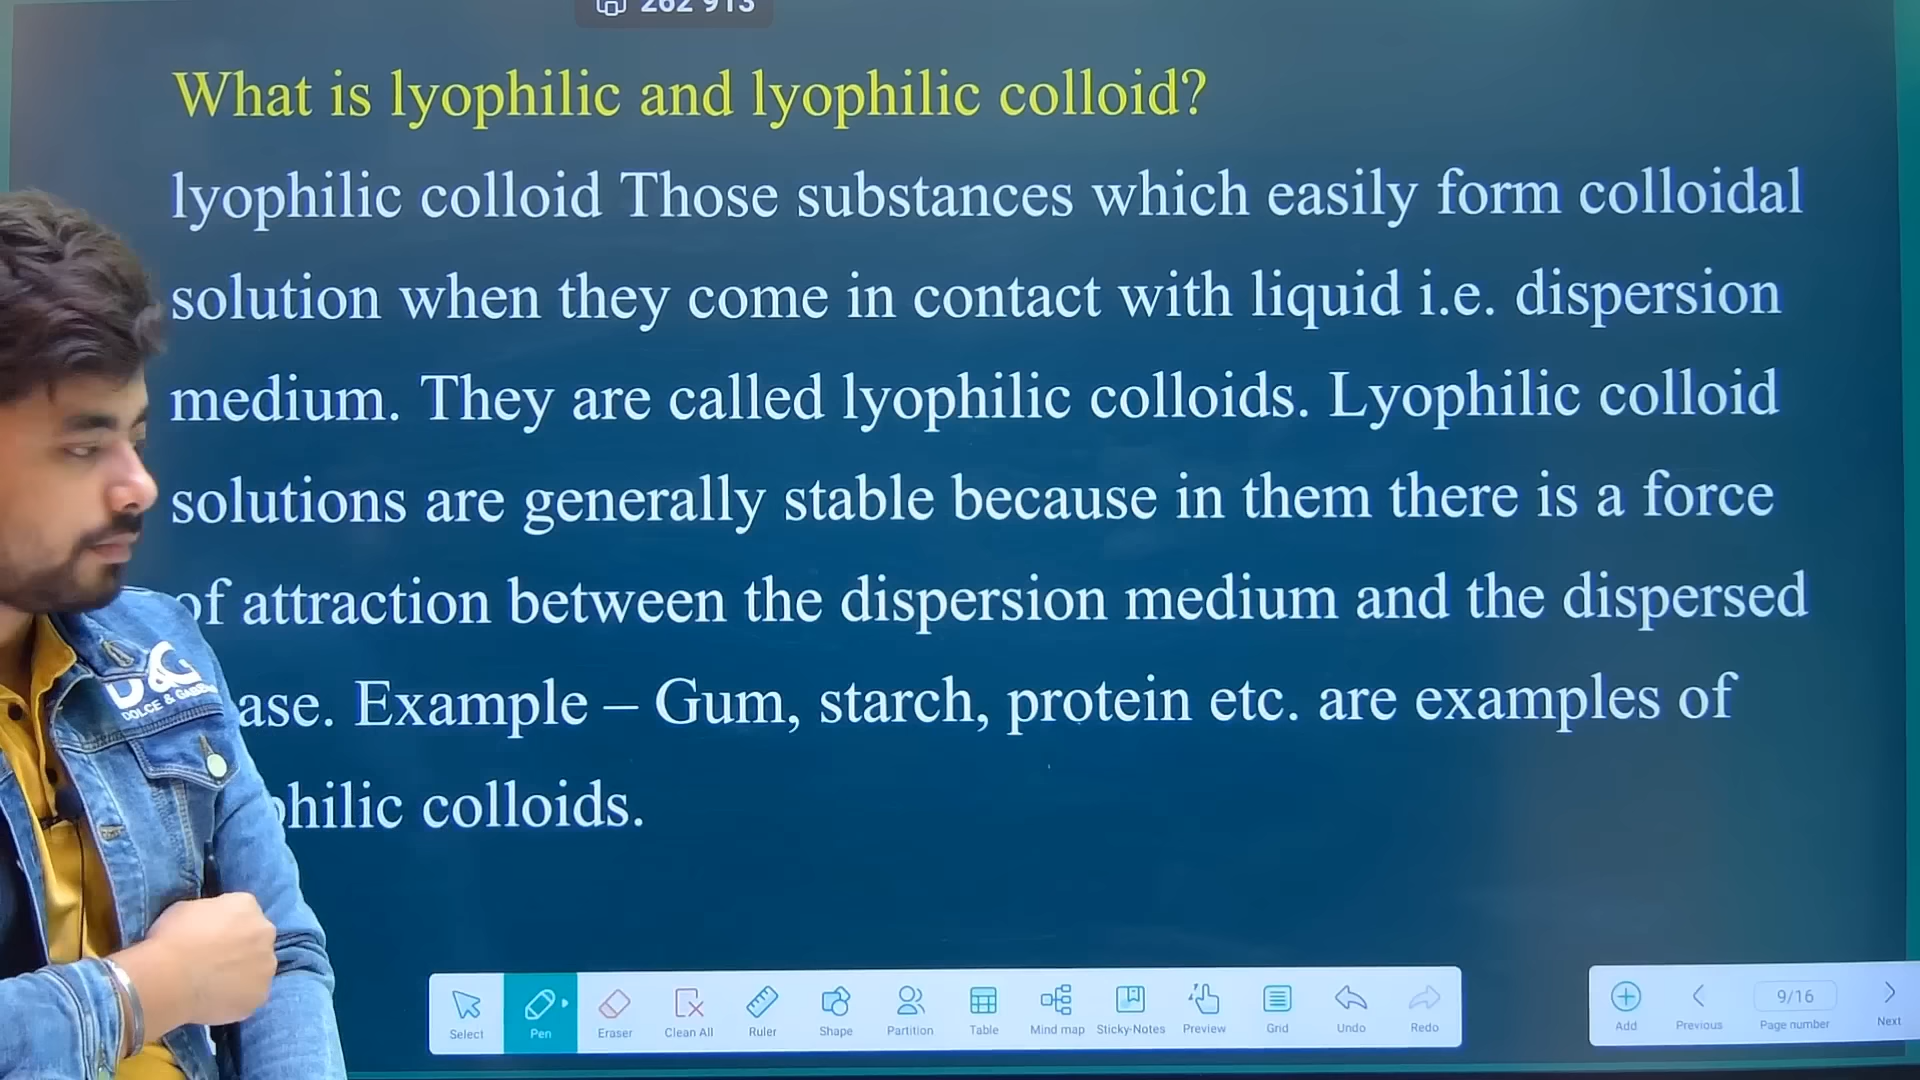 262 913
What is lyophilic and lyophilic colloid?
lyophilic colloid Those substances which easily form colloidal
solution when they come in contact with liquid i.e. dispersion
medium. They are called lyophilic colloids. Lyophilic colloid
solutions are generally stable because in them there is a force
of attraction between the dispersion medium and the dispersed
ase. Example – Gum, starch, protein etc. are examples of
philic colloids.
D&G
DOLCE &
Select
Pen
Eraser
Clean All
Ruler
Shape
Partition
Table
Mind map
Sticky-Notes
Preview
Grid
Undo
Redo
Add
Previous
9/16
Page number
Next